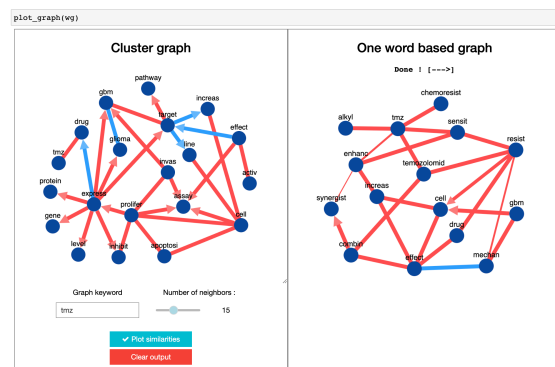 plot_graph(wg)
Cluster graph
pathway
gbm
increas
drug
target
effect
glioma
line
tmz
invas
activ
protein
express
assay
prolifer
gene
cell
level
inhibit
apoptosi
Graph keyword
Number of neighbors :
tmz
15
✔ Plot similarities
Clear output
One word based graph
Done ! [--->]
chemoresist
alkyl
tmz
sensit
resist
enhanc
temozolomid
increas
synergist
cell
gbm
drug
combin
effect
mechan